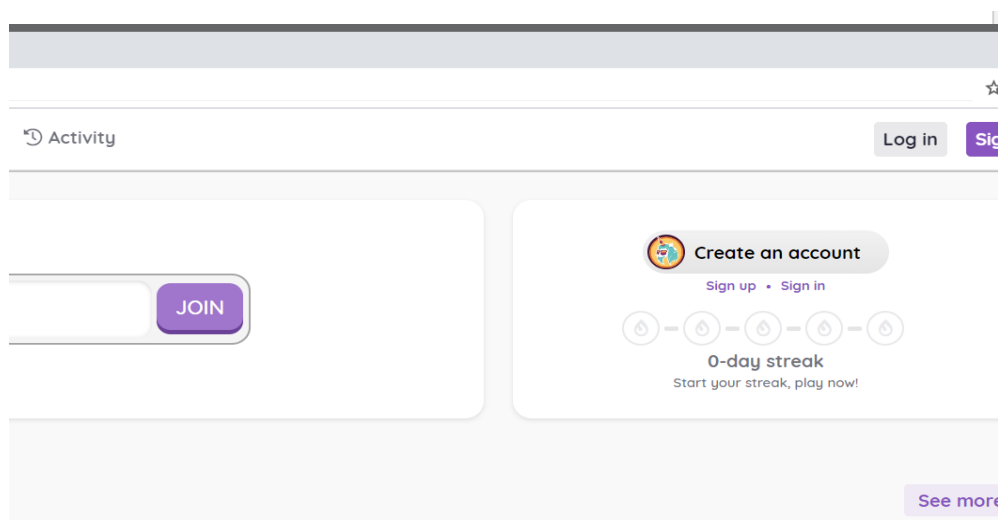 Activity
Log in
Create an account
Sign up • Sign in
JOIN
0-day streak
Start your streak, play now!
See more